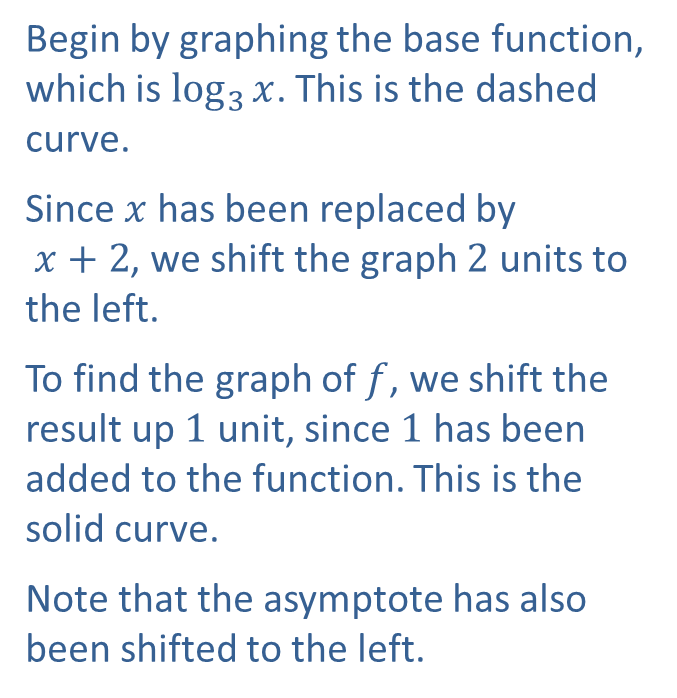 Begin by graphing the base function,
which is log₃ x. This is the dashed
curve.
Since x has been replaced by
x + 2, we shift the graph 2 units to
the left.
To find the graph of f, we shift the
result up 1 unit, since 1 has been
added to the function. This is the
solid curve.
Note that the asymptote has also
been shifted to the left.